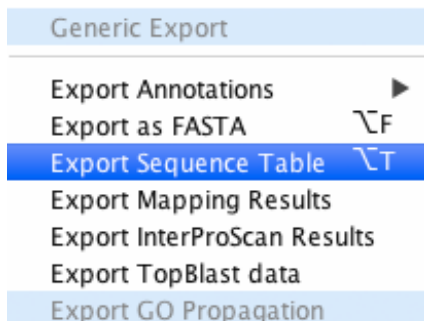 Generic Export
Export Annotations ▶
Export as FASTA ⌥F
Export Sequence Table ⌥T
Export Mapping Results
Export InterProScan Results
Export TopBlast data
Export GO Propagation